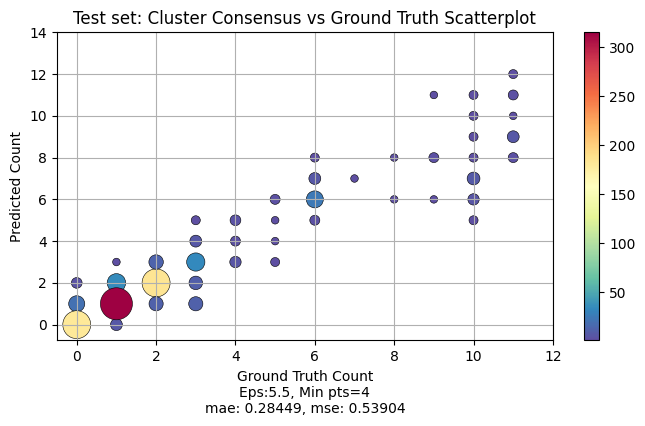 Test set: Cluster Consensus vs Ground Truth Scatterplot
14
12
10
8
6
4
2
0
Predicted Count
0 2 4 6 8 10 12
Ground Truth Count
Eps:5.5, Min pts=4
mae: 0.28449, mse: 0.53904
300
250
200
150
100
50